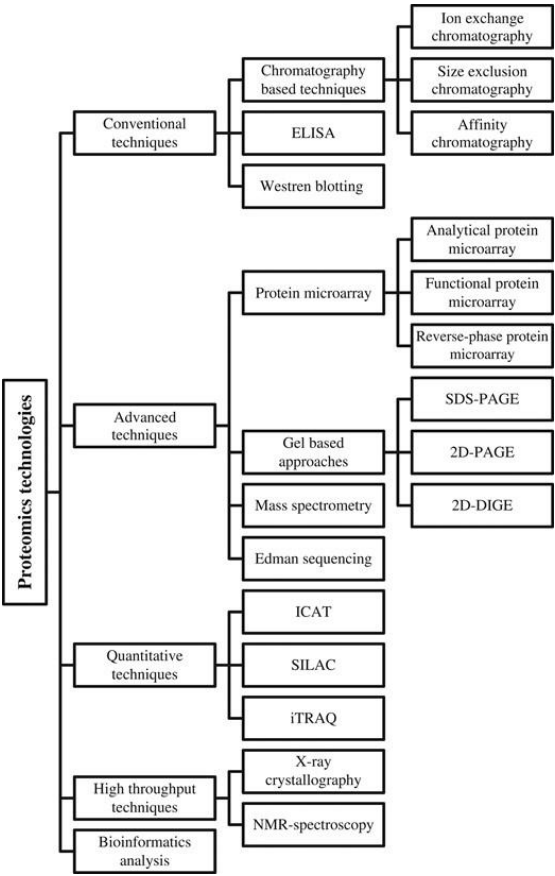 Proteomics technologies
Conventional
techniques
Chromatography
based techniques
Ion exchange
chromatography
Size exclusion
chromatography
Affinity
chromatography
ELISA
Westren blotting
Advanced
techniques
Protein microarray
Analytical protein
microarray
Functional protein
microarray
Reverse-phase protein
microarray
Gel based
approaches
SDS-PAGE
2D-PAGE
2D-DIGE
Mass spectrometry
Edman sequencing
Quantitative
techniques
ICAT
SILAC
iTRAQ
High throughput
techniques
X-ray
crystallography
NMR-spectroscopy
Bioinformatics
analysis